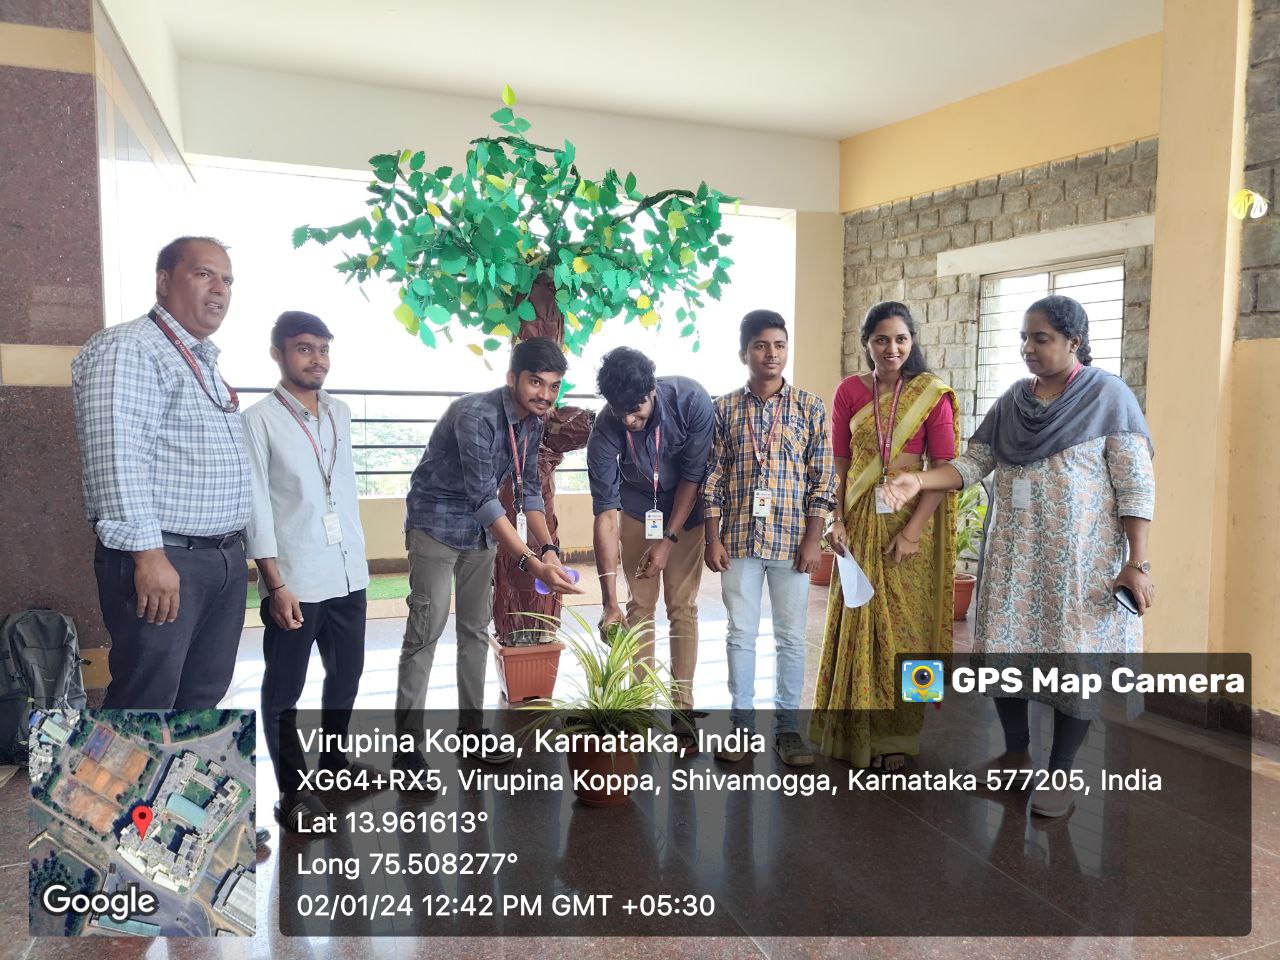 GPS Map Camera
Virupina Koppa, Karnataka, India
XG64+RX5, Virupina Koppa, Shivamogga, Karnataka 577205, India
Lat 13.961613°
Long 75.508277°
02/01/24 12:42 PM GMT +05:30
Google